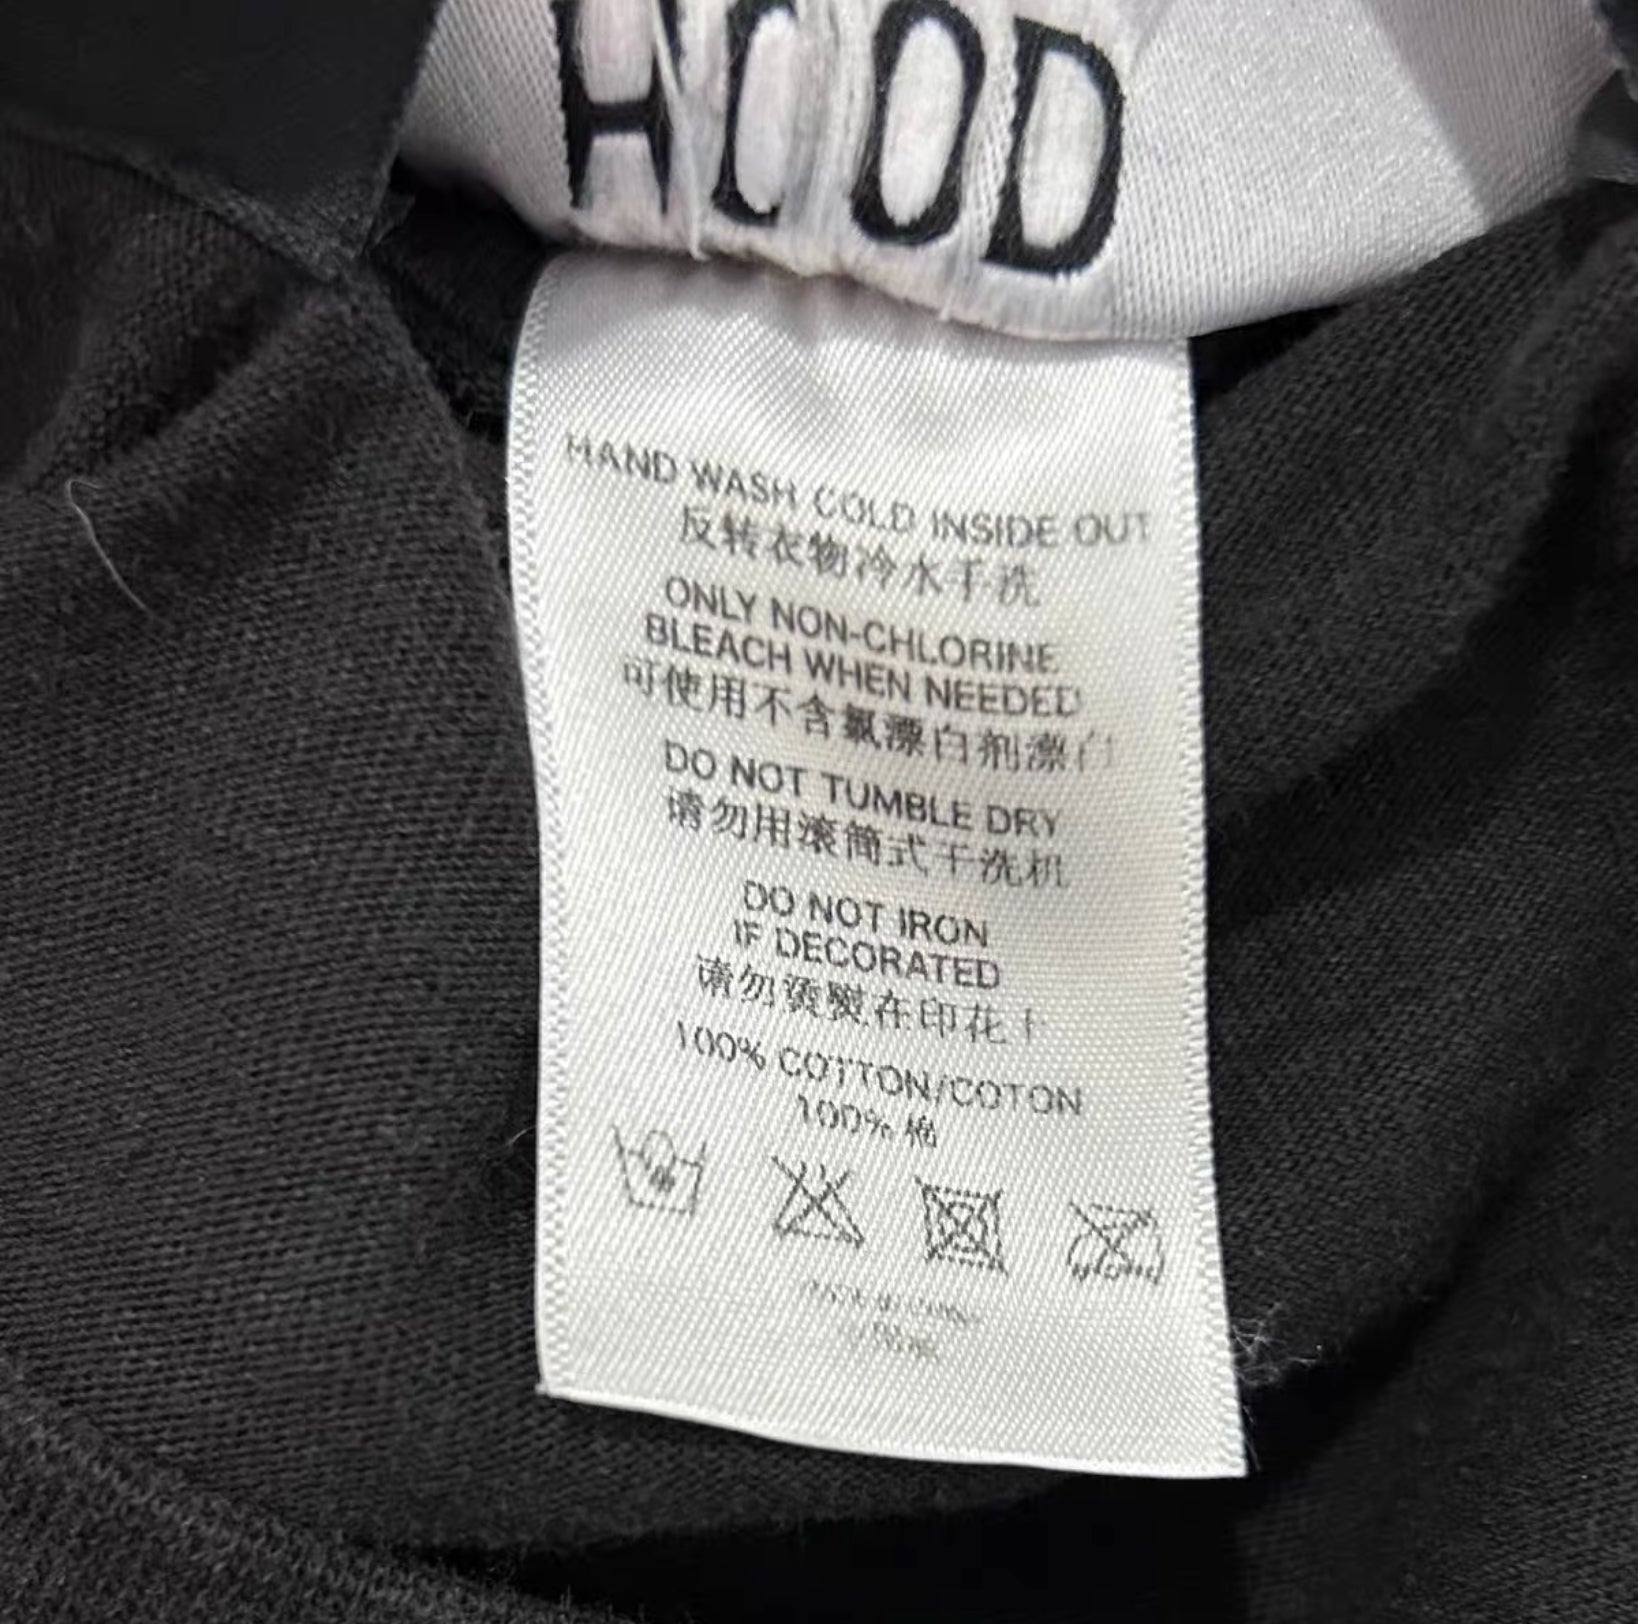 HOOD
HAND WASH COLD INSIDE OUT
反转衣物冷水手洗
ONLY NON-CHLORINE
BLEACH WHEN NEEDED
可使用不含氯漂白剂漂白
DO NOT TUMBLE DRY
请勿用滚筒式干洗机
DO NOT IRON
IF DECORATED
请勿烫熨在印花上
100% COTTON/COTON
100% 棉